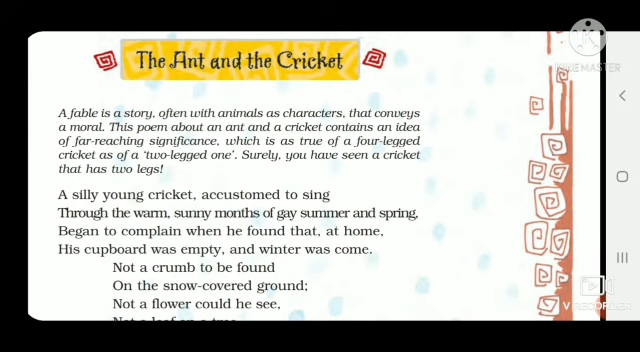 The Ant and the Cricket
KINEMASTER
A fable is a story, often with animals as characters, that conveys
a moral. This poem about an ant and a cricket contains an idea
of far-reaching significance, which is as true of a four-legged
cricket as of a ‘two-legged one’. Surely, you have seen a cricket
that has two legs!
A silly young cricket, accustomed to sing
Through the warm, sunny months of gay summer and spring,
Began to complain when he found that, at home,
His cupboard was empty, and winter was come.
Not a crumb to be found
On the snow-covered ground;
Not a flower could he see,
Not a leaf on a tree.
V RECORDER